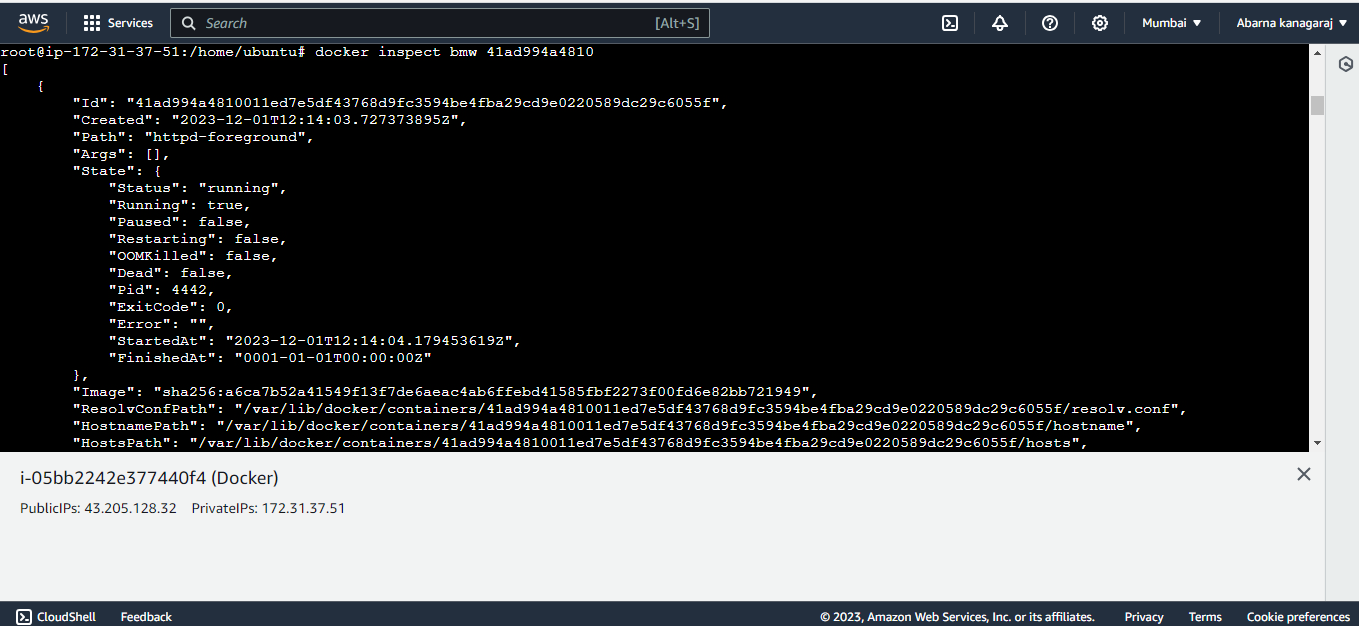 aws Services Search [Alt+S] Mumbai Abarna kanagaraj
root@ip-172-31-37-51:/home/ubuntu# docker inspect bmw 41ad994a4810
[
    {
        "Id": "41ad994a4810011ed7e5df43768d9fc3594be4fba29cd9e0220589dc29c6055f",
        "Created": "2023-12-01T12:14:03.727373895Z",
        "Path": "httpd-foreground",
        "Args": [],
        "State": {
            "Status": "running",
            "Running": true,
            "Paused": false,
            "Restarting": false,
            "OOMKilled": false,
            "Dead": false,
            "Pid": 4442,
            "ExitCode": 0,
            "Error": "",
            "StartedAt": "2023-12-01T12:14:04.179453619Z",
            "FinishedAt": "0001-01-01T00:00:00Z"
        },
        "Image": "sha256:a6ca7b52a41549f13f7de6aeac4ab6ffebd41585fbf2273f00fd6e82bb721949",
        "ResolvConfPath": "/var/lib/docker/containers/41ad994a4810011ed7e5df43768d9fc3594be4fba29cd9e0220589dc29c6055f/resolv.conf",
        "HostnamePath": "/var/lib/docker/containers/41ad994a4810011ed7e5df43768d9fc3594be4fba29cd9e0220589dc29c6055f/hostname",
        "HostsPath": "/var/lib/docker/containers/41ad994a4810011ed7e5df43768d9fc3594be4fba29cd9e0220589dc29c6055f/hosts",
i-05bb2242e377440f4 (Docker)
PublicIPs: 43.205.128.32 PrivateIPs: 172.31.37.51
CloudShell Feedback © 2023, Amazon Web Services, Inc. or its affiliates. Privacy Terms Cookie preferences